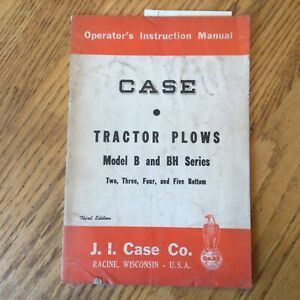 Operator's Instruction Manual
CASE
TRACTOR PLOWS
Model B and BH Series
Two, Three, Four, and Five Bottom
Third Edition
J. I. Case Co.
RACINE, WISCONSIN - U.S.A.
CASE